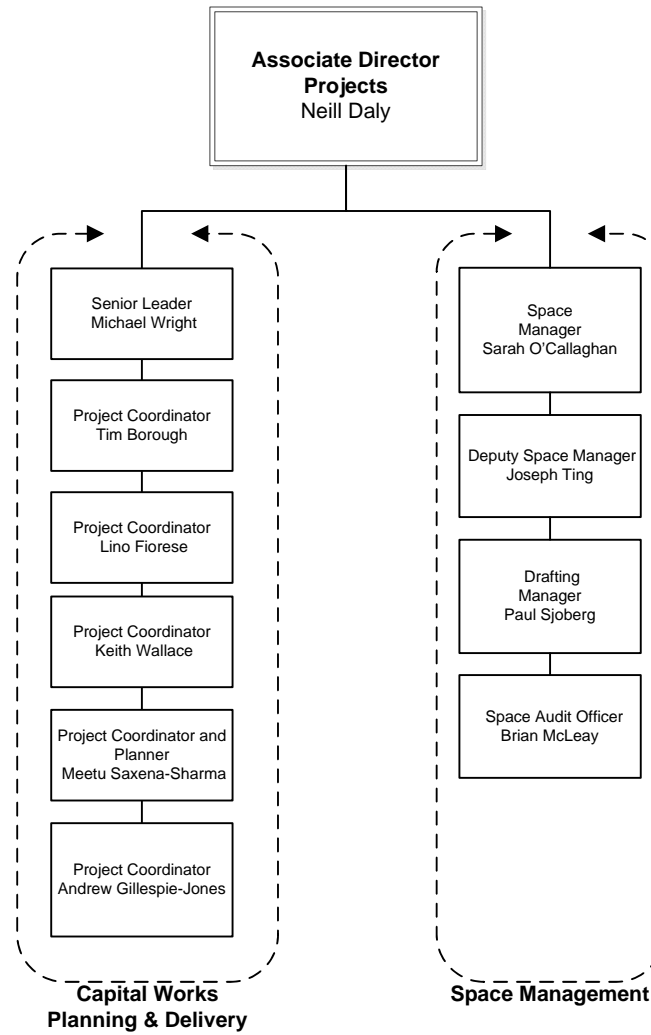 Associate Director
Projects
Neill Daly
Senior Leader
Michael Wright
Project Coordinator
Tim Borough
Project Coordinator
Lino Fiorese
Project Coordinator
Keith Wallace
Project Coordinator and
Planner
Meetu Saxena-Sharma
Project Coordinator
Andrew Gillespie-Jones
Capital Works
Planning & Delivery
Space
Manager
Sarah O’Callaghan
Deputy Space Manager
Joseph Ting
Drafting
Manager
Paul Sjoberg
Space Audit Officer
Brian McLeay
Space Management